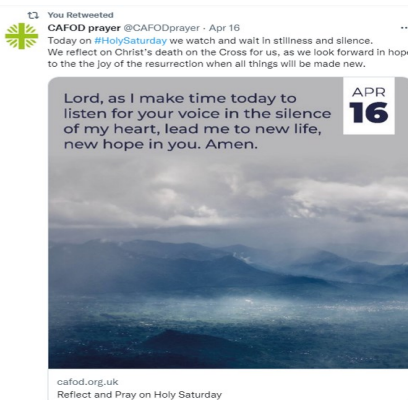 You Retweeted
CAFOD prayer @CAFODprayer · Apr 16
Today on #HolySaturday we watch and wait in stillness and silence.
We reflect on Christ's death on the Cross for us, as we look forward in hope
to the the joy of the resurrection when all things will be made new.
Lord, as I make time today to
listen for your voice in the silence
of my heart, lead me to new life,
new hope in you. Amen.
APR
16
cafod.org.uk
Reflect and Pray on Holy Saturday